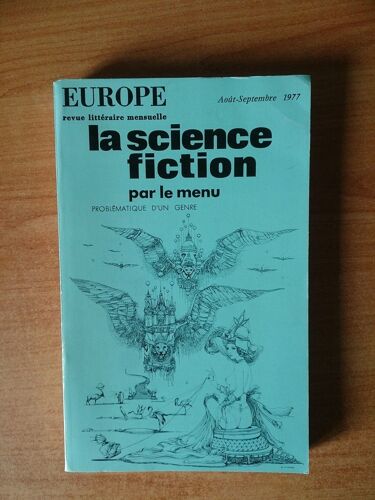 EUROPE
Août-Septembre 1977
revue littéraire mensuelle
la science
fiction
par le menu
PROBLÉMATIQUE D'UN GENRE